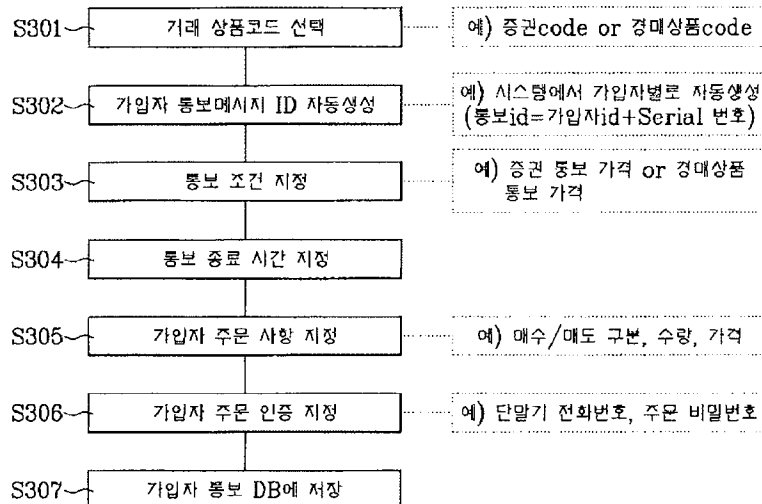 S301 거래 상품코드 선택 예) 증권code or 경매상품code
S302 가입자 통보메시지 ID 자동생성 예) 시스템에서 가입자별로 자동생성
(통보id=가입자id+Serial 번호)
S303 통보 조건 지정 예) 증권 통보 가격 or 경매상품
통보 가격
S304 통보 종료 시간 지정
S305 가입자 주문 사항 지정 예) 매수/매도 구분, 수량, 가격
S306 가입자 주문 인증 지정 예) 단말기 전화번호, 주문 비밀번호
S307 가입자 통보 DB에 저장